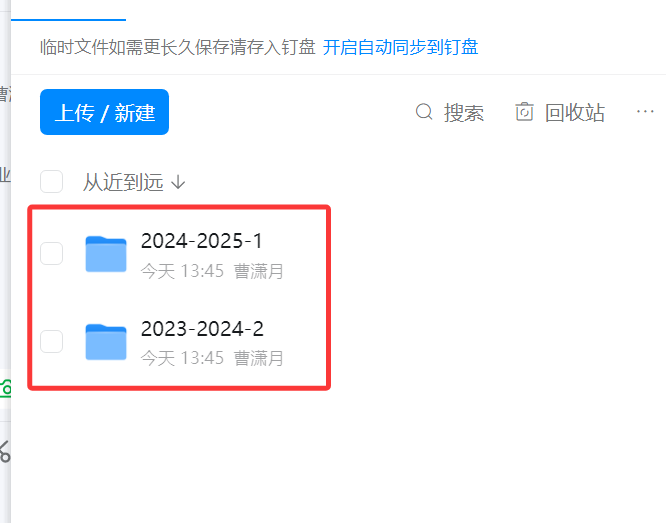 临时文件如需更长久保存请存入钉盘 开启自动同步到钉盘
上传 / 新建
搜索
回收站
从近到远
2024-2025-1
今天 13:45 曹潇月
2023-2024-2
今天 13:45 曹潇月